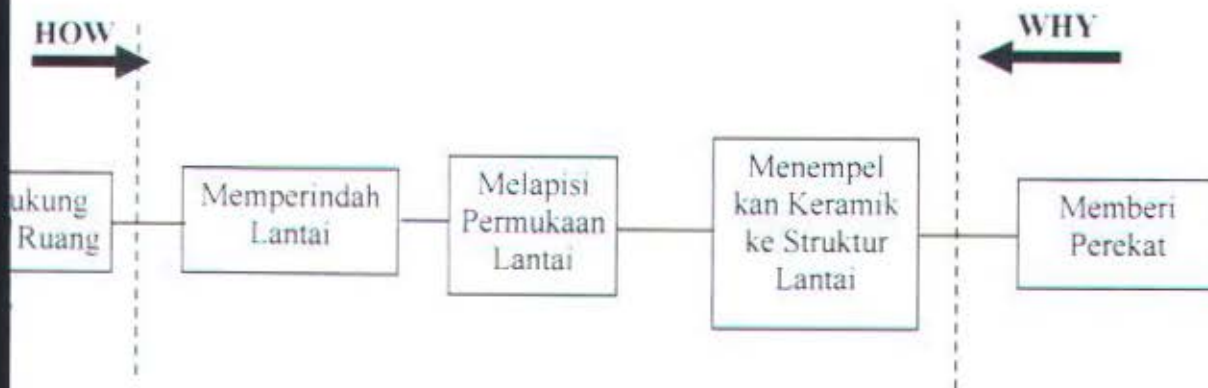 HOW
WHY
ukung
Ruang
Memperindah
Lantai
Melapisi
Permukaan
Lantai
Menempel
kan Keramik
ke Struktur
Lantai
Memberi
Perekat